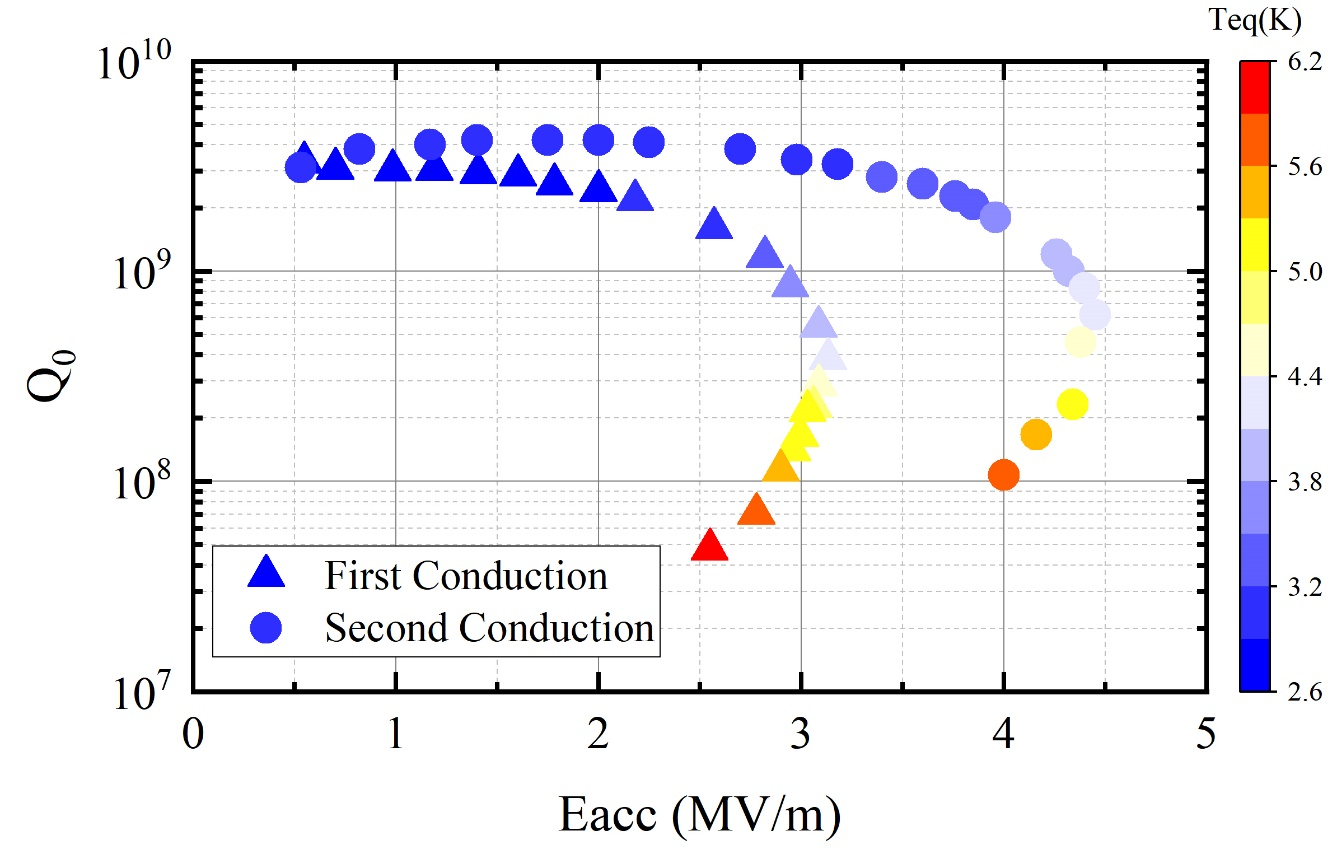 Teq(K)
10^10
10^9
10^8
10^7
Q₀
6.2
5.6
5.0
4.4
3.8
3.2
2.6
First Conduction
Second Conduction
0 1 2 3 4 5
Eacc (MV/m)